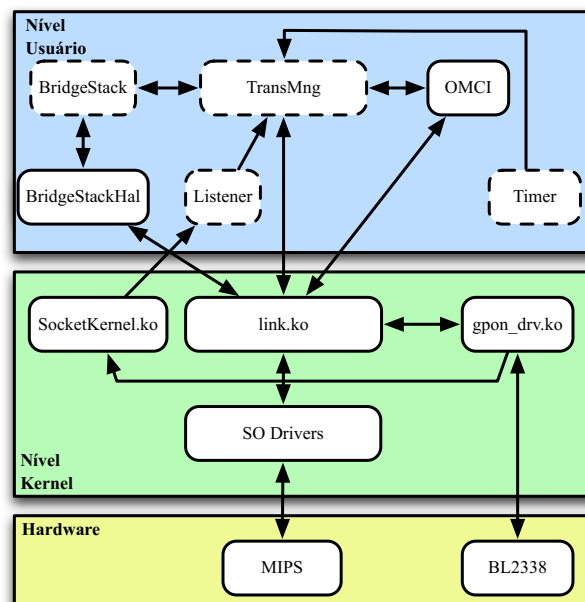 Nível
Usuário
BridgeStack
TransMng
OMCI
BridgeStackHal
Listener
Timer
SocketKernel.ko
link.ko
gpon_drv.ko
SO Drivers
Nível
Kernel
Hardware
MIPS
BL2338